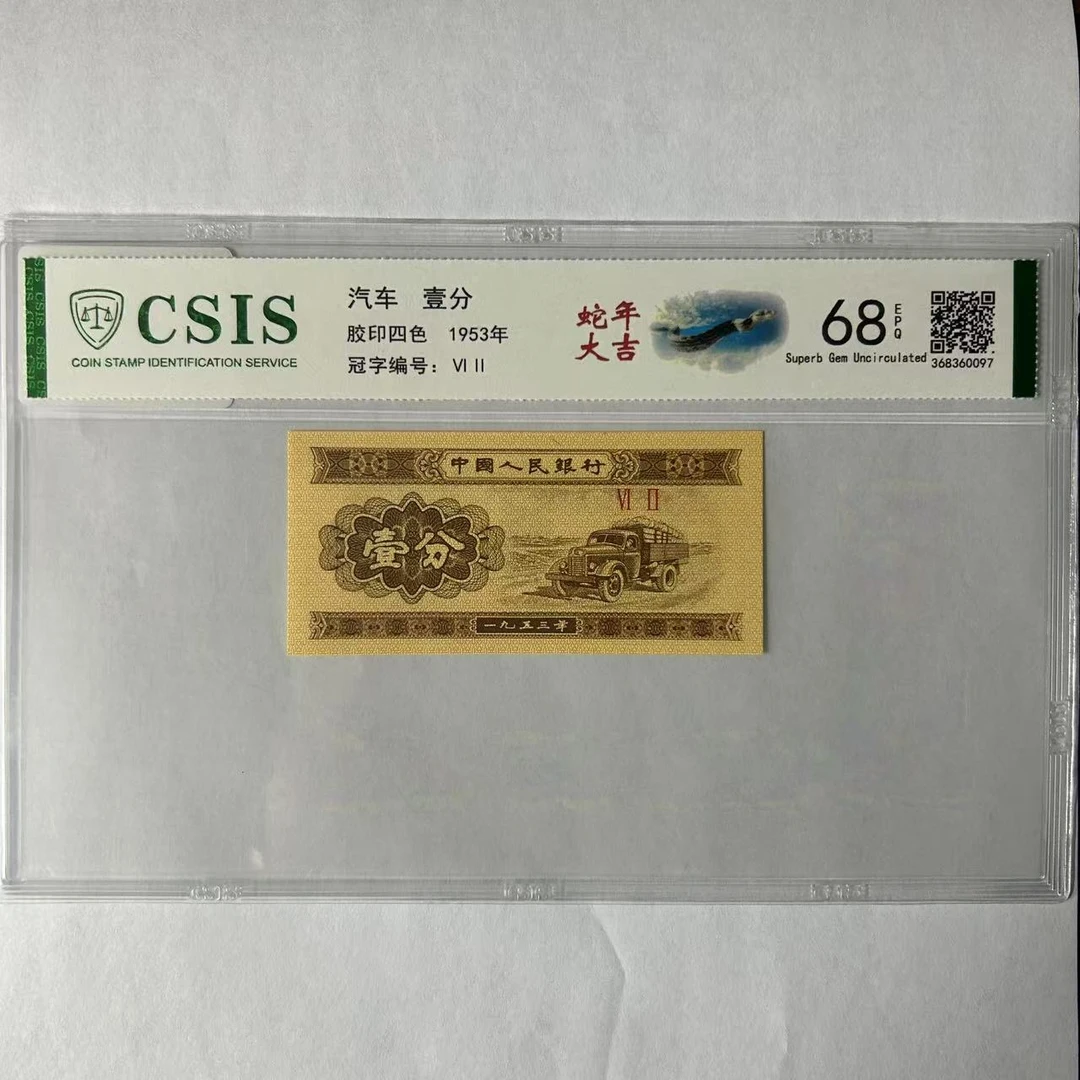 CSIS
COIN STAMP IDENTIFICATION SERVICE
汽车 壹分
胶印四色 1953年
冠字编号: VI II
蛇年
大吉
68 EPQ
Superb Gem Uncirculated
368360097
中國人民銀行
VI II
壹分
一九五三年